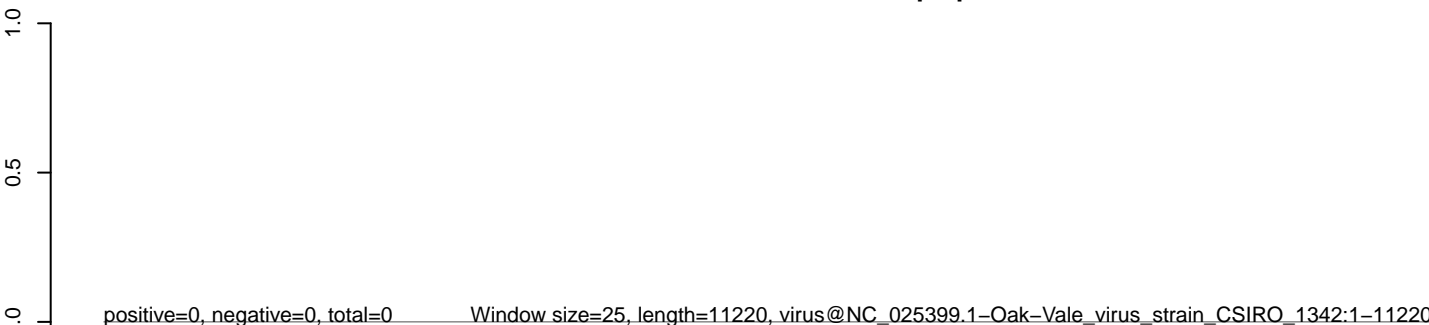 1.0
0.5
.0
positive=0, negative=0, total=0 Window size=25, length=11220, virus@NC_025399.1−Oak−Vale_virus_strain_CSIRO_1342:1−11220